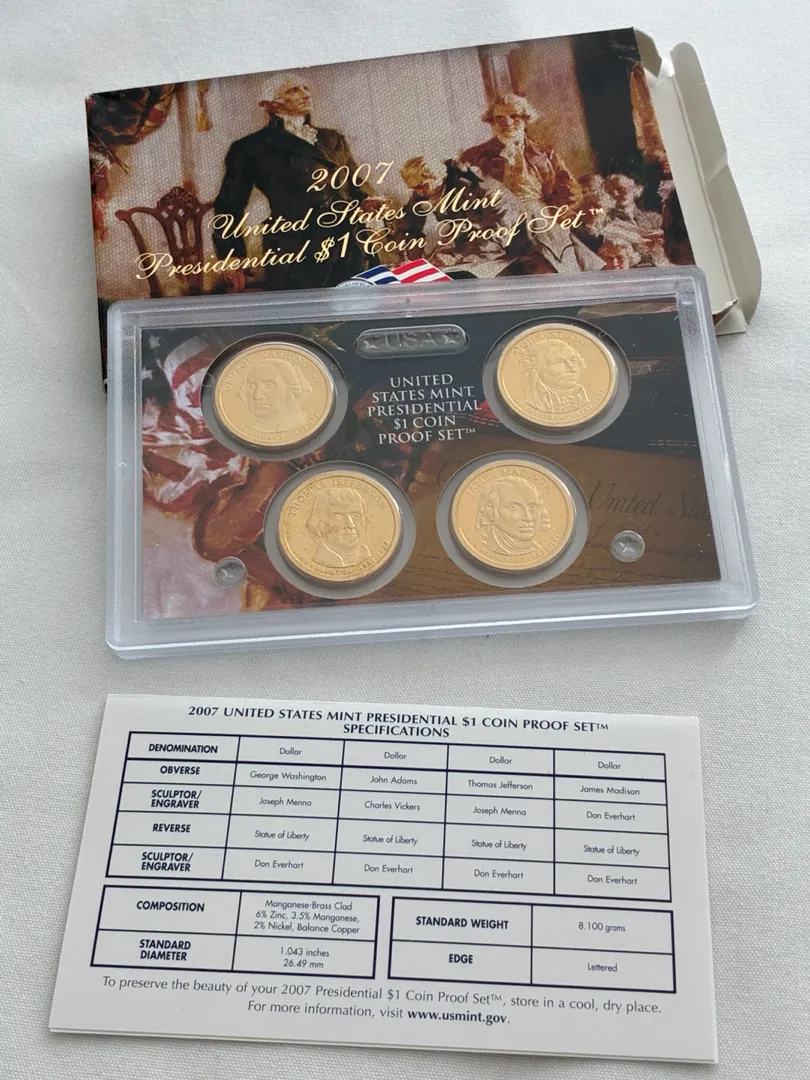 2007
United States Mint
Presidential $1 Coin Proof Set™
USA
UNITED
STATES MINT
PRESIDENTIAL
$1 COIN
PROOF SET™
THOMAS JEFFERSON
JAMES MADISON
United
2007 UNITED STATES MINT PRESIDENTIAL $1 COIN PROOF SET™
SPECIFICATIONS
DENOMINATION Dollar Dollar Dollar Dollar
OBVERSE George Washington John Adams Thomas Jefferson James Madison
SCULPTOR/
ENGRAVER Joseph Menna Charles Vickers Joseph Menna Don Everhart
REVERSE Statue of Liberty Statue of Liberty Statue of Liberty Statue of Liberty
SCULPTOR/
ENGRAVER Don Everhart Don Everhart Don Everhart Don Everhart
COMPOSITION Manganese-Brass Clad
6% Zinc, 3.5% Manganese,
2% Nickel, Balance Copper
STANDARD
DIAMETER 1.043 inches
26.49 mm
STANDARD WEIGHT 8.100 grams
EDGE Lettered
To preserve the beauty of your 2007 Presidential $1 Coin Proof Set™, store in a cool, dry place.
For more information, visit www.usmint.gov.